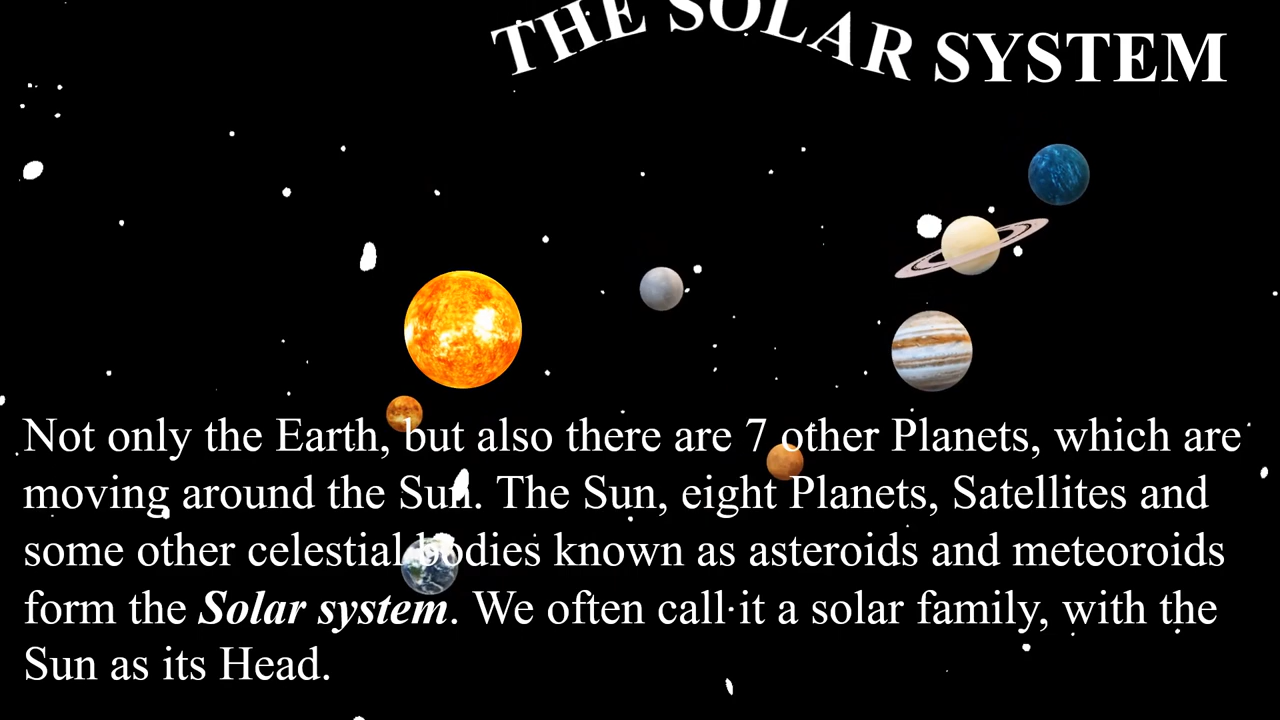 THE SOLAR SYSTEM
Not only the Earth, but also there are 7 other Planets, which are
moving around the Sun. The Sun, eight Planets, Satellites and
some other celestial bodies known as asteroids and meteoroids
form the Solar system. We often call it a solar family, with the
Sun as its Head.